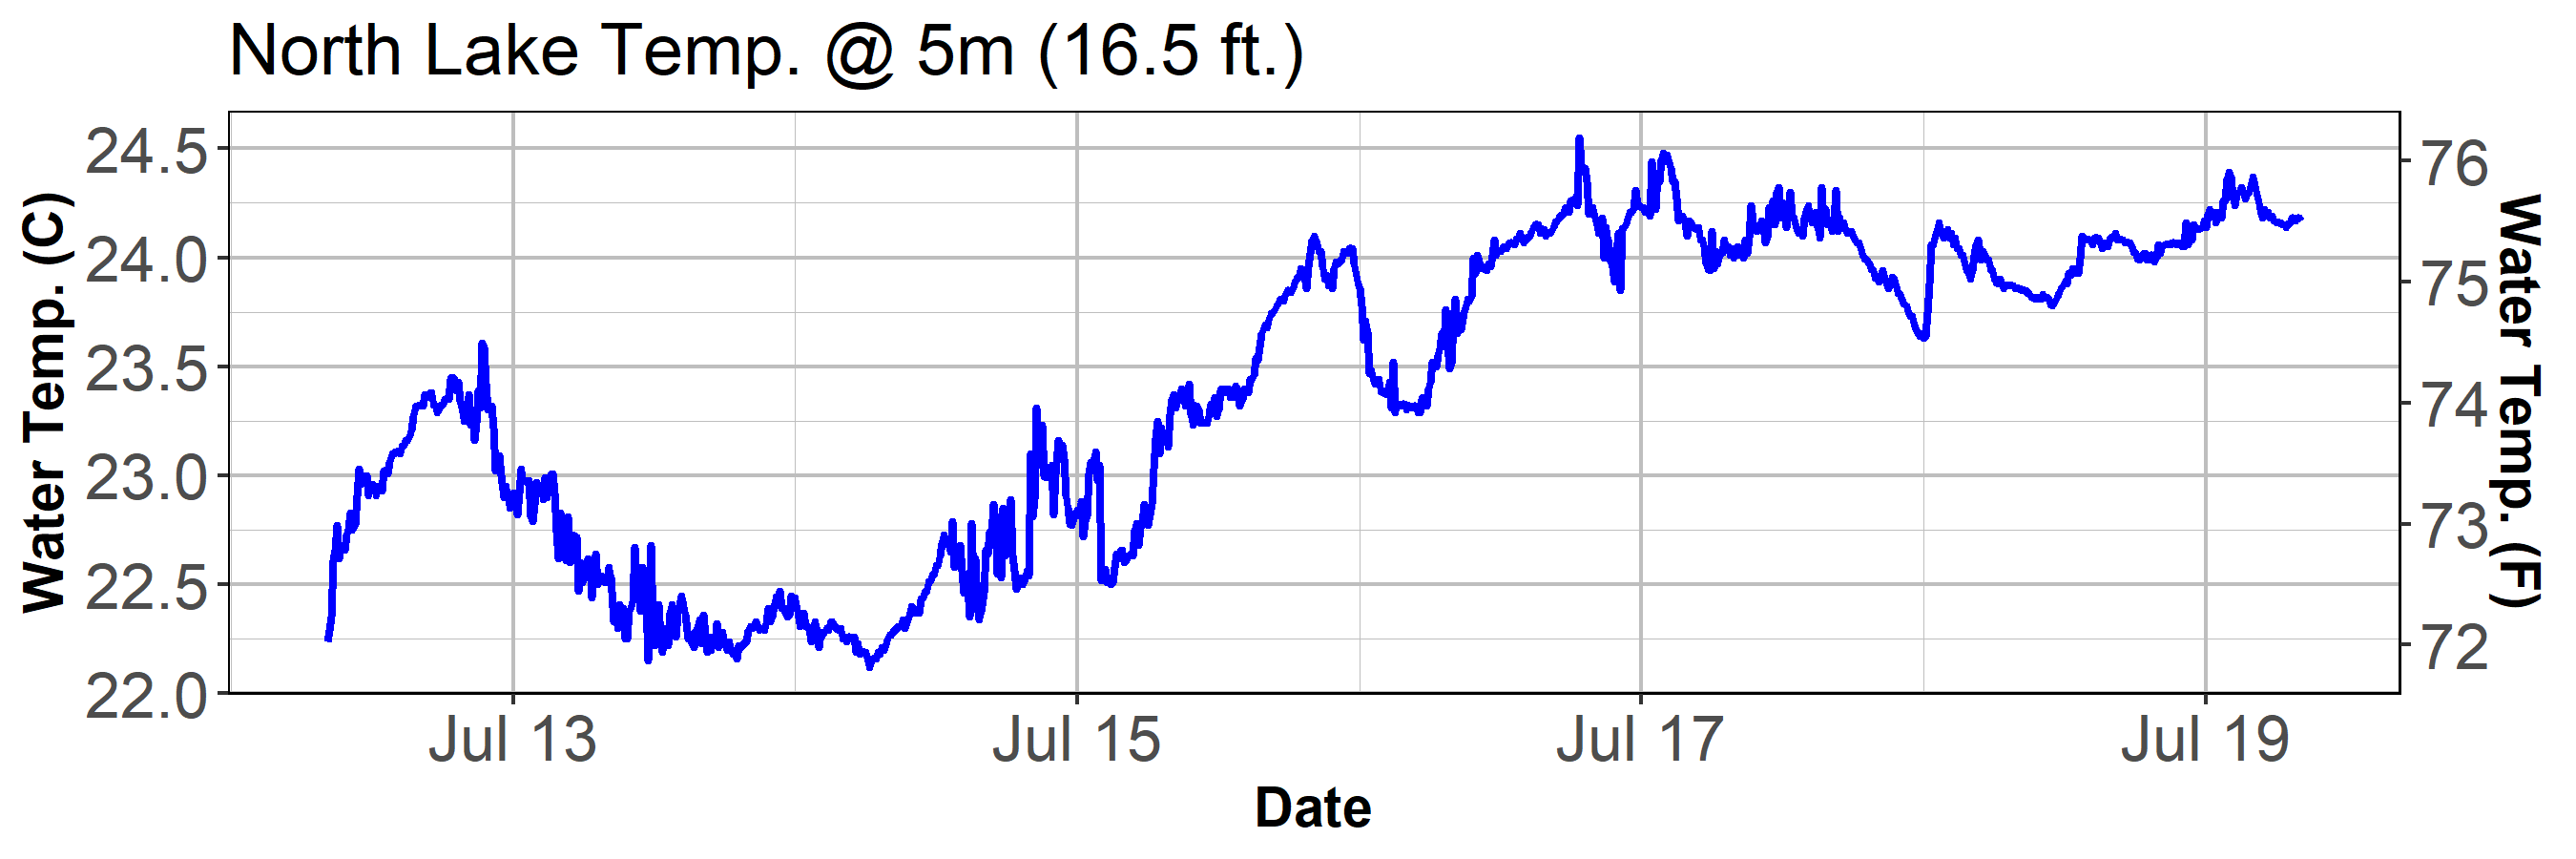 North Lake Temp. @ 5m (16.5 ft.)
Water Temp. (C)
24.5
24.0
23.5
23.0
22.5
22.0
76
75
74
73
72
Water Temp. (F)
Jul 13
Jul 15
Jul 17
Jul 19
Date